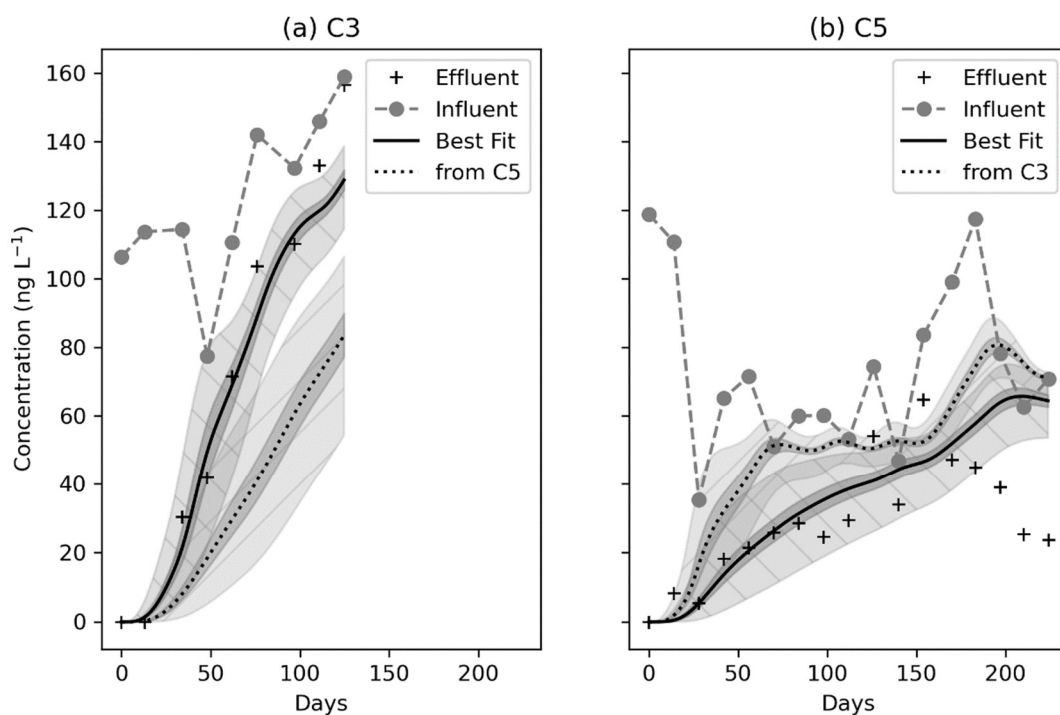 (a) C3
(b) C5
160
140
120
100
80
60
40
20
0
Concentration (ng L⁻¹)
Effluent
Influent
Best Fit
from C5
Effluent
Influent
Best Fit
from C3
0 50 100 150 200
0 50 100 150 200
Days
Days